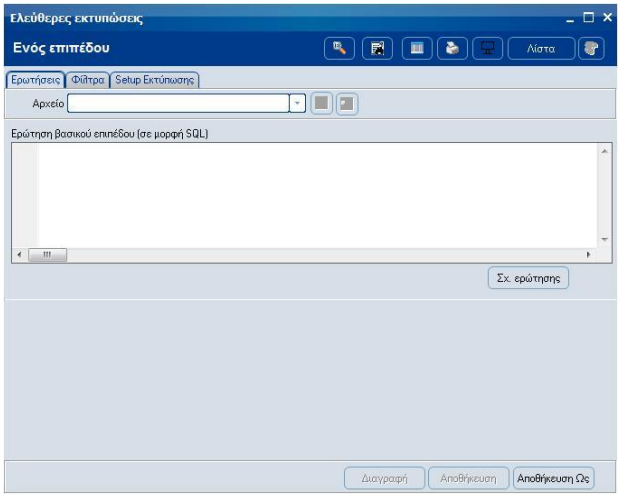 Ελεύθερες εκτυπώσεις
Ενός επιπέδου
Λίστα
Ερωτήσεις Φίλτρα Setup Εκτύπωσης
Αρχείο
Ερώτηση βασικού επιπέδου (σε μορφή SQL)
Σχ. ερώτησης
Διαγραφή Αποθήκευση Αποθήκευση Ως